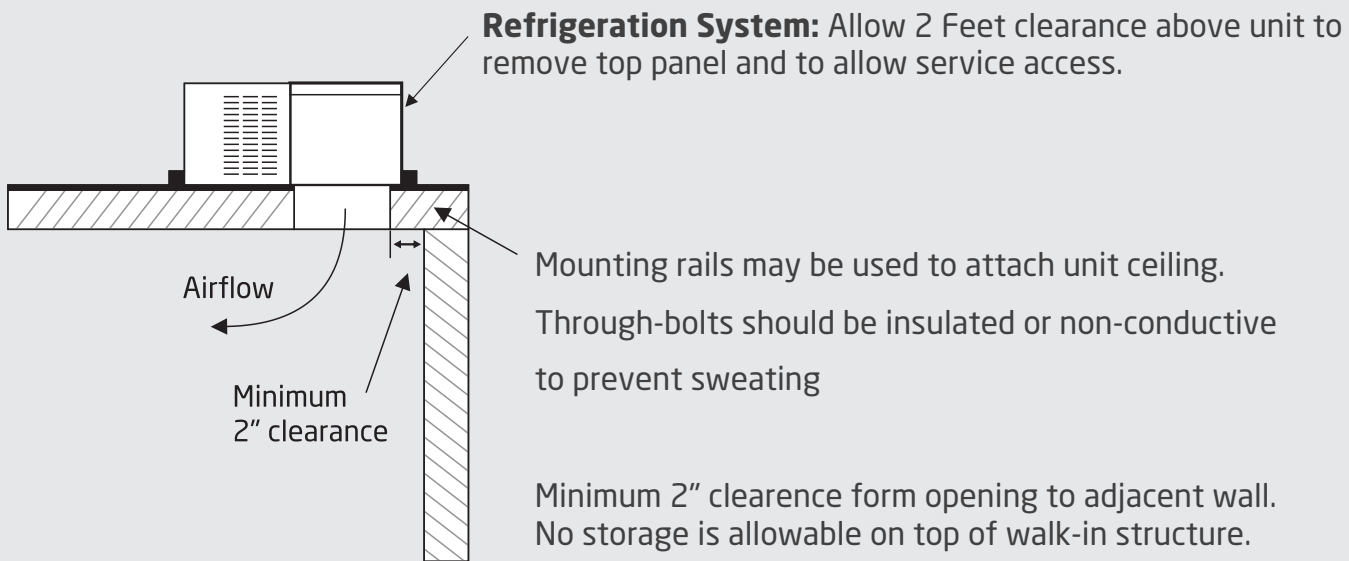 Refrigeration System: Allow 2 Feet clearance above unit to
remove top panel and to allow service access.
Airflow
Minimum
2” clearance
Mounting rails may be used to attach unit ceiling.
Through-bolts should be insulated or non-conductive
to prevent sweating
Minimum 2” clearence form opening to adjacent wall.
No storage is allowable on top of walk-in structure.